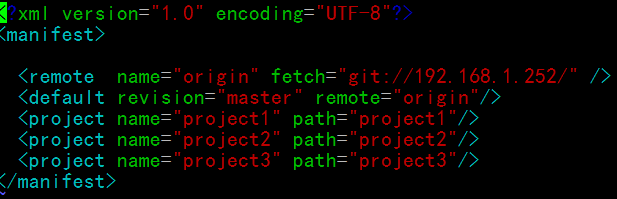 <?xml version="1.0" encoding="UTF-8"?>
<manifest>
<remote  name="origin" fetch="git://192.168.1.252/" />
<default revision="master" remote="origin"/>
<project name="project1" path="project1"/>
<project name="project2" path="project2"/>
<project name="project3" path="project3"/>
</manifest>
~